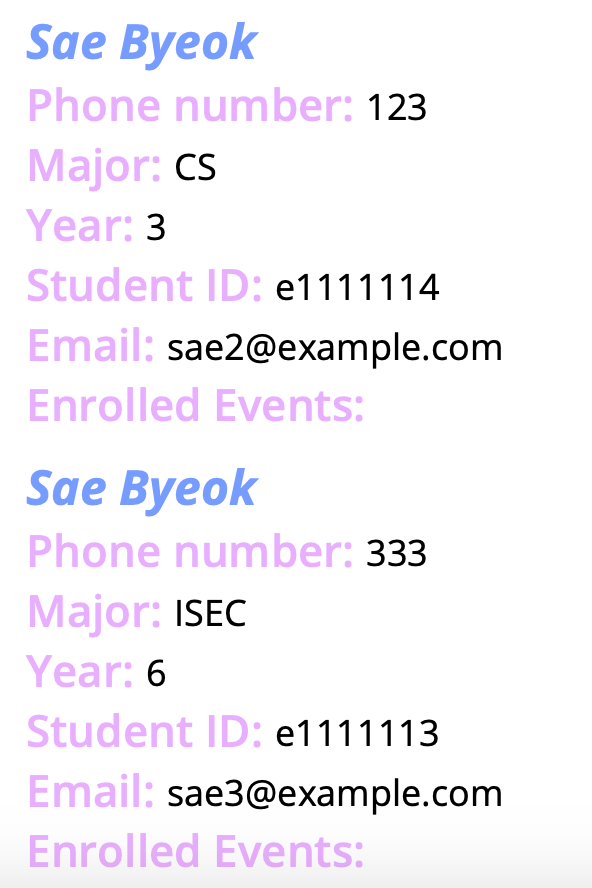 Sae Byeok
Phone number: 123
Major: CS
Year: 3
Student ID: e1111114
Email: sae2@example.com
Enrolled Events:
Sae Byeok
Phone number: 333
Major: ISEC
Year: 6
Student ID: e1111113
Email: sae3@example.com
Enrolled Events: